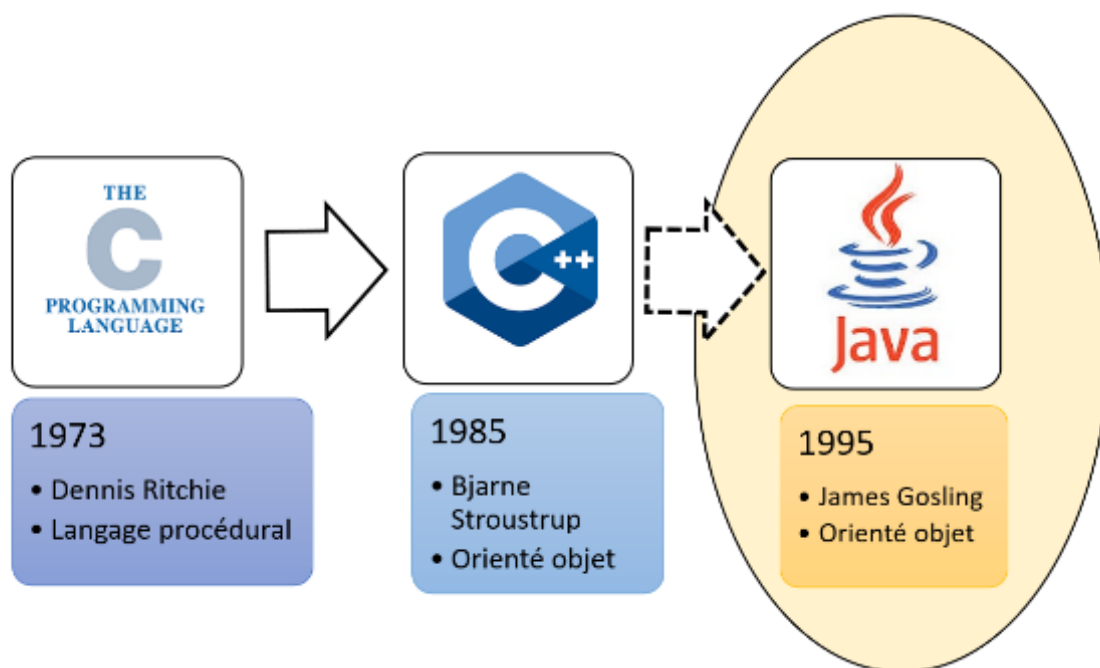 THE
C
PROGRAMMING
LANGUAGE
1973
• Dennis Ritchie
• Langage procédural
C++
1985
• Bjarne
Stroustrup
• Orienté objet
Java
1995
• James Gosling
• Orienté objet